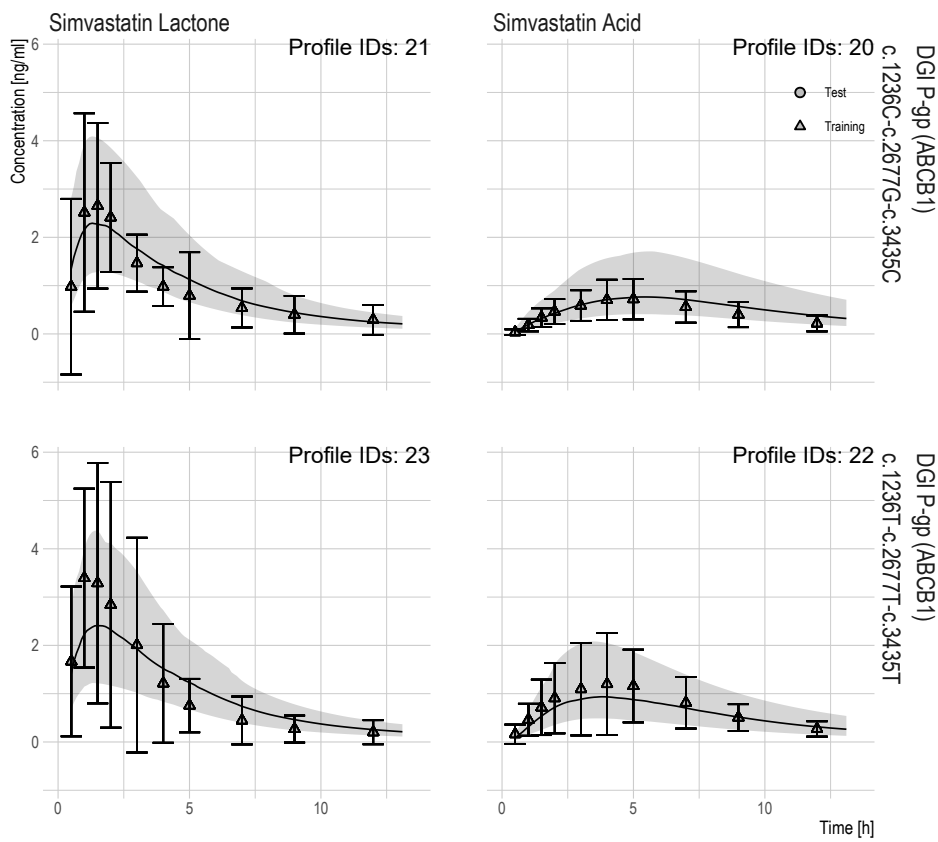 Simvastatin Lactone
Simvastatin Acid
Profile IDs: 21
Profile IDs: 20
Concentration [ng/ml]
6
4
2
0
Test
Training
DGI P-gp (ABCB1)
c.1236C-c.2677G-c.3435C
Profile IDs: 23
Profile IDs: 22
6
4
2
0
DGI P-gp (ABCB1)
c.1236T-c.2677T-c.3435T
0
5
10
0
5
10
Time [h]